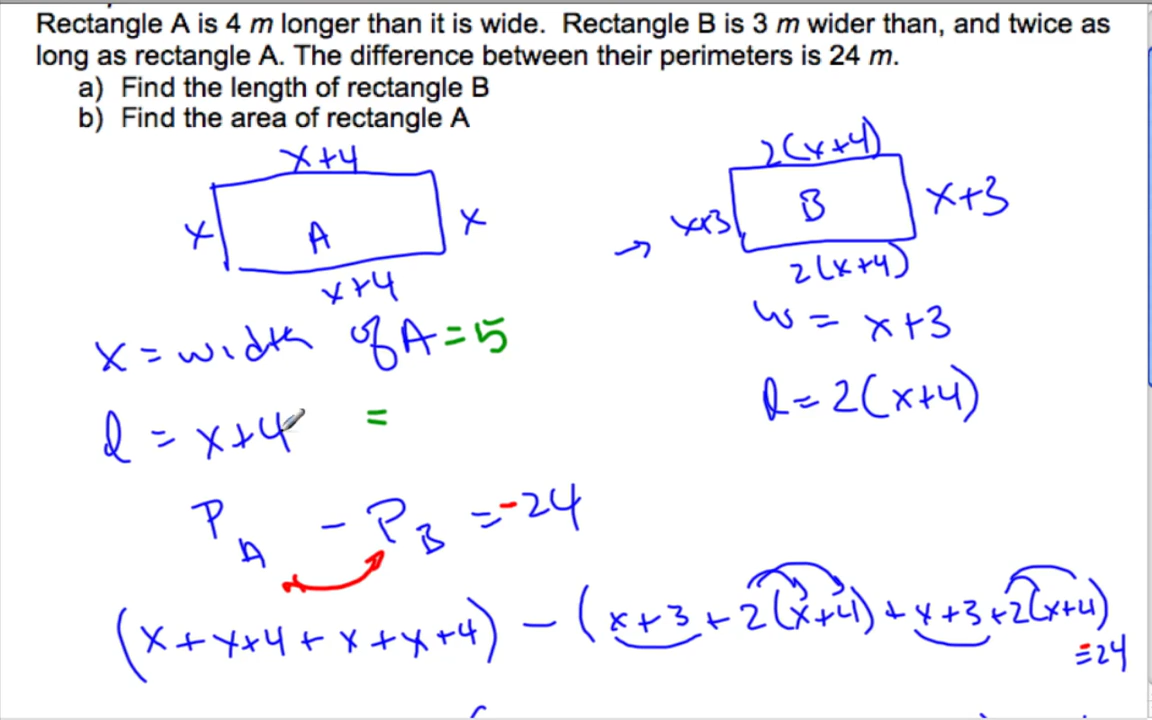 Rectangle A is 4 m longer than it is wide. Rectangle B is 3 m wider than, and twice as
long as rectangle A. The difference between their perimeters is 24 m.
a) Find the length of rectangle B
b) Find the area of rectangle A
x+4
x
A
x
x+4
2(x+4)
x+3
B
x+3
2(x+4)
x = width of A = 5
l = x+4 =
w = x+3
l = 2(x+4)
P_A - P_B = -24
(x+x+4+x+x+4) - (x+3+2(x+4)+x+3+2(x+4))
=-24